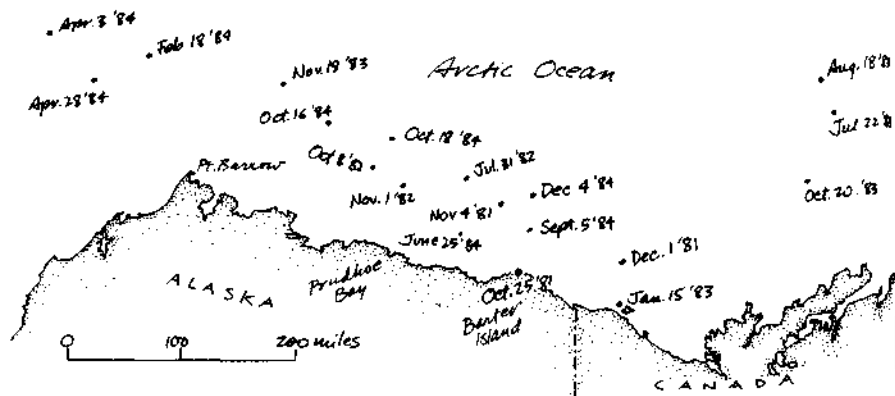 Apr. 3 '84
Feb 18 '84
Apr. 28 '84
Nov. 19 '83
Arctic Ocean
Aug. 18 '81
Oct. 16 '84
Oct. 18 '84
Jul 22 '81
Oct 8 '82
Pt. Barrow
Jul. 31 '82
Nov. 1 '82
Dec 4 '84
Oct. 20. '83
Nov 4 '81
Sept. 5 '84
June 25 '84
Dec. 1 '81
ALASKA
Prudhoe
Bay
Oct. 25 '81
Jan. 15 '83
Barter
Island
0 100 200 miles
CANADA